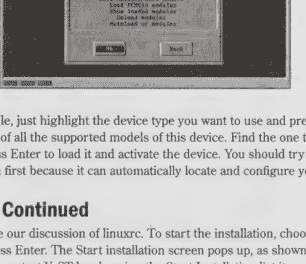 Load PCMCIA modules
Show loaded modules
Unload modules
Autoload of modules
Ok
Back
le, just highlight the device type you want to use and pre
of all the supported models of this device. Find the one t
ss Enter to load it and activate the device. You should try
first because it can automatically locate and configure y
Continued
e our discussion of linuxrc. To start the installation, choo
ess Enter. The Start installation screen pops up, as shown